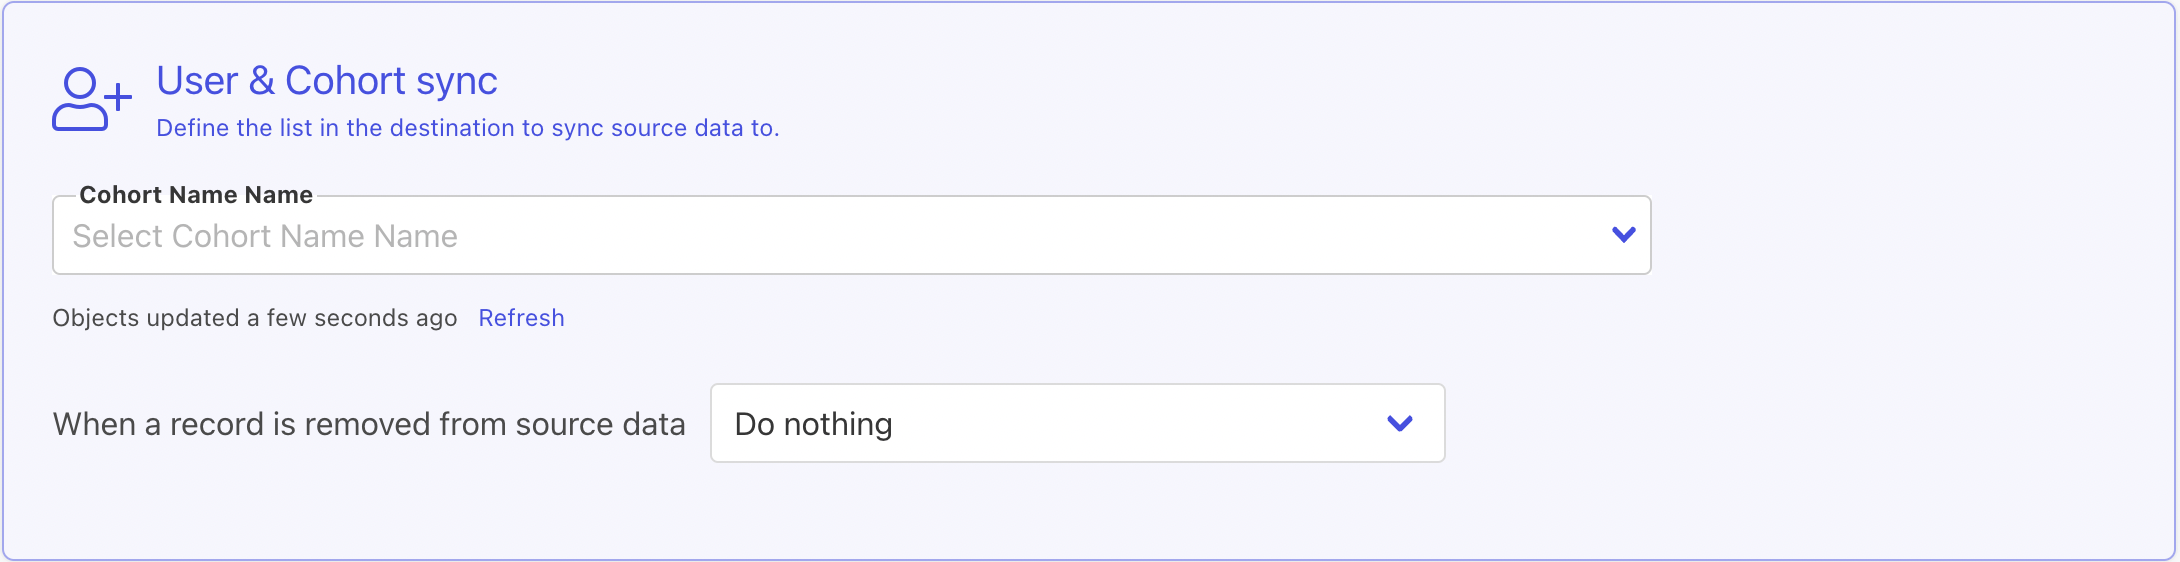 User & Cohort sync
Define the list in the destination to sync source data to.
Cohort Name Name
Select Cohort Name Name
Objects updated a few seconds ago Refresh
When a record is removed from source data Do nothing